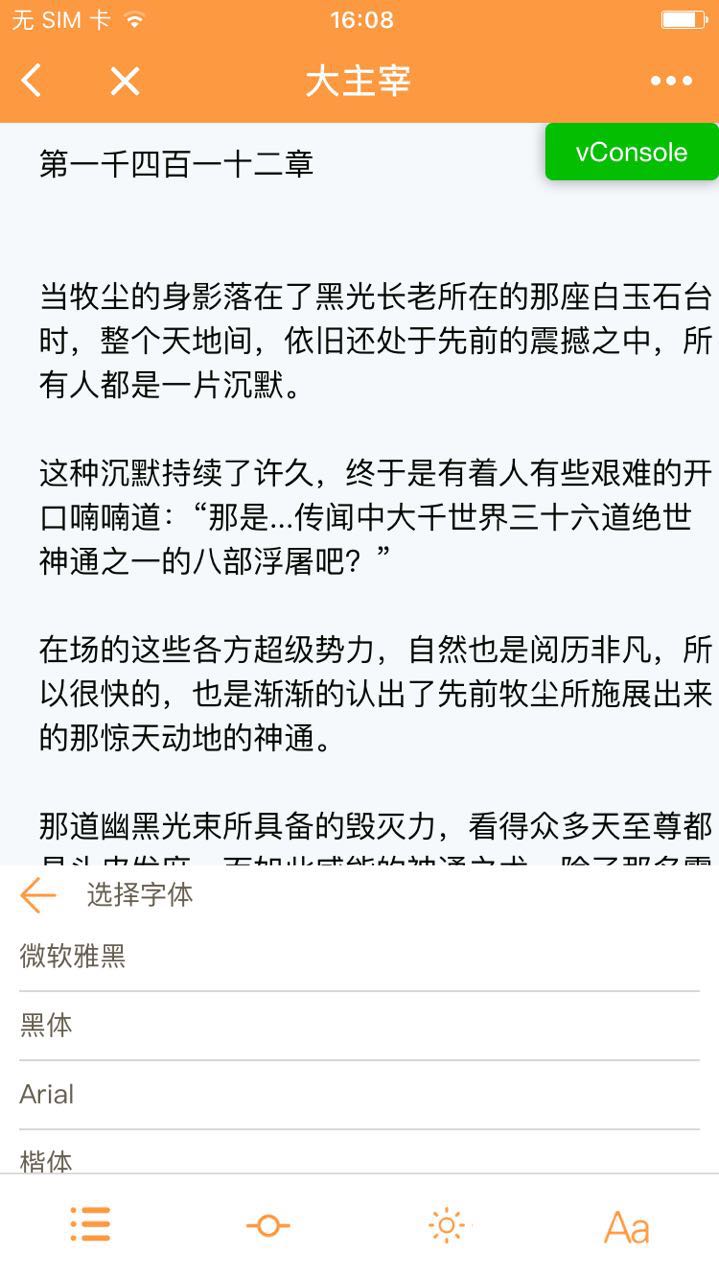 无 SIM 卡
16:08
大主宰
vConsole
第一千四百一十二章
当牧尘的身影落在了黑光长老所在的那座白玉石台
时，整个天地间，依旧还处于先前的震撼之中，所
有人都是一片沉默。
这种沉默持续了许久，终于是有着人有些艰难的开
口喃喃道：“那是...传闻中大千世界三十六道绝世
神通之一的八部浮屠吧？”
在场的这些各方超级势力，自然也是阅历非凡，所
以很快的，也是渐渐的认出了先前牧尘所施展出来
的那惊天动地的神通。
那道幽黑光束所具备的毁灭力，看得众多天至尊都
选择字体
微软雅黑
黑体
Arial
楷体
Aa